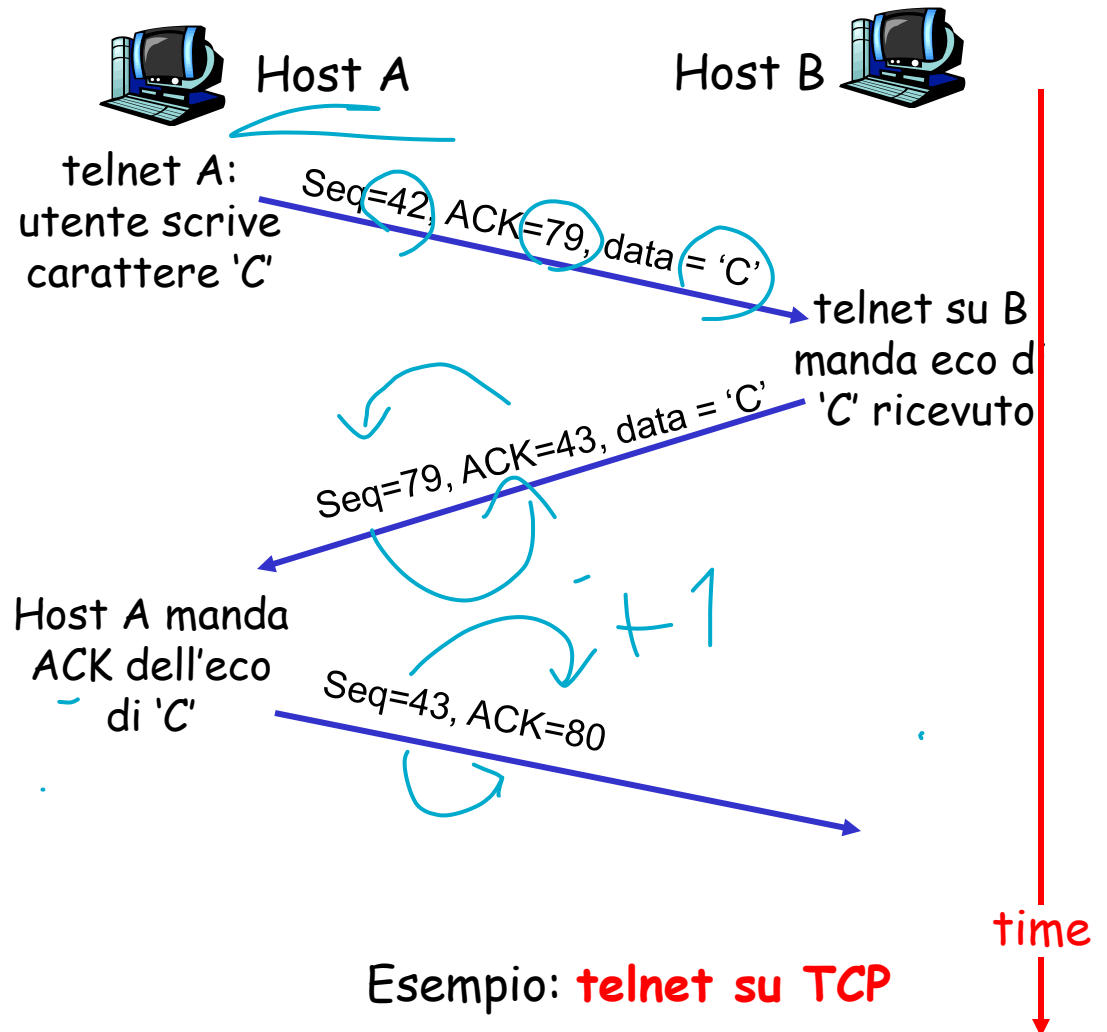 Host A
Host B
telnet A:
utente scrive
carattere 'C'
Seq=42, ACK=79, data = 'C'
telnet su B
manda eco di
'C' ricevuto
Seq=79, ACK=43, data = 'C'
+1
Host A manda
ACK dell'eco
di 'C'
Seq=43, ACK=80
time
Esempio: telnet su TCP